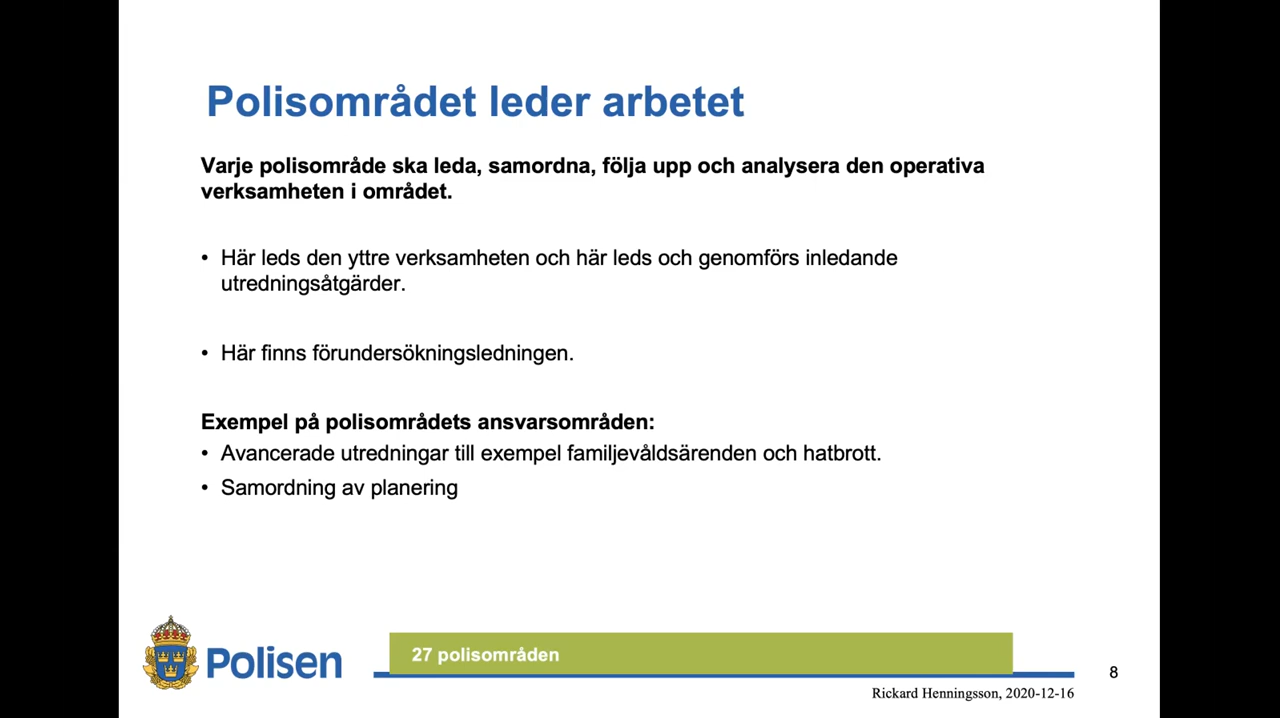 Polisområdet leder arbetet
Varje polisområde ska leda, samordna, följa upp och analysera den operativa
verksamheten i området.
• Här leds den yttre verksamheten och här leds och genomförs inledande
utredningsåtgärder.
• Här finns förundersökningsledningen.
Exempel på polisområdets ansvarsområden:
• Avancerade utredningar till exempel familjevåldsärenden och hatbrott.
• Samordning av planering
Polisen
27 polisområden
8
Rickard Henningsson, 2020-12-16